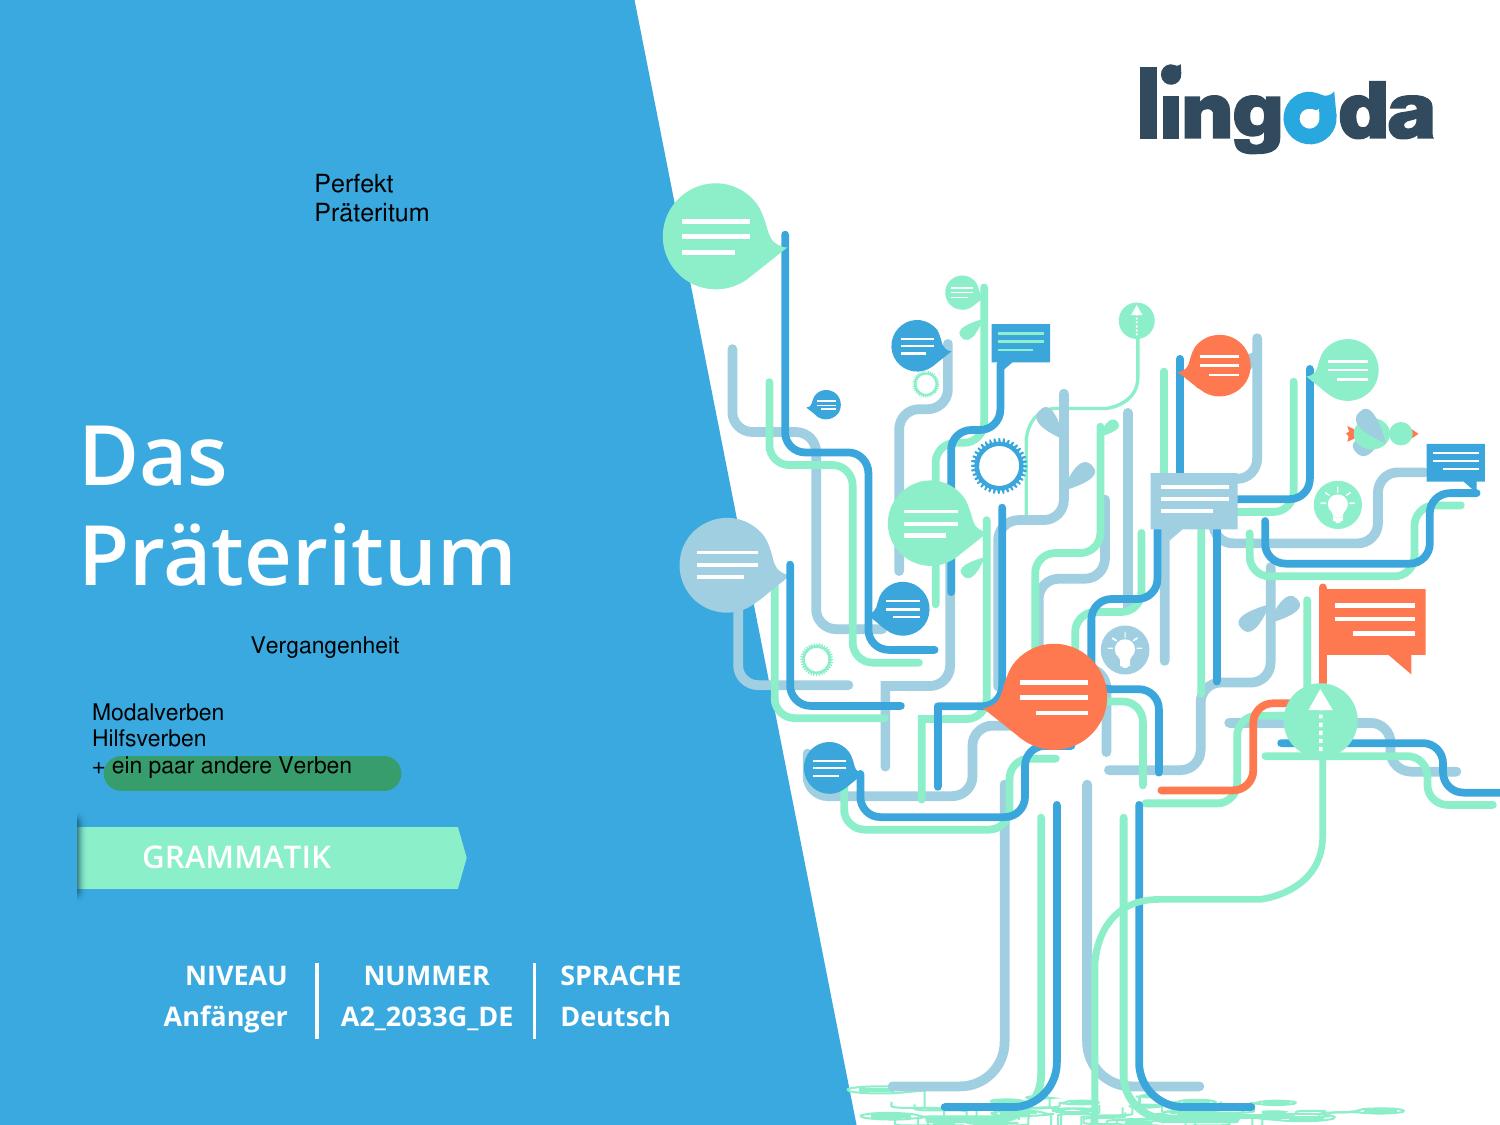 lingoda
Perfekt
Präteritum
Das
Präteritum
Vergangenheit
Modalverben
Hilfsverben
+ ein paar andere Verben
GRAMMATIK
NIVEAU
Anfänger
NUMMER
A2_2033G_DE
SPRACHE
Deutsch